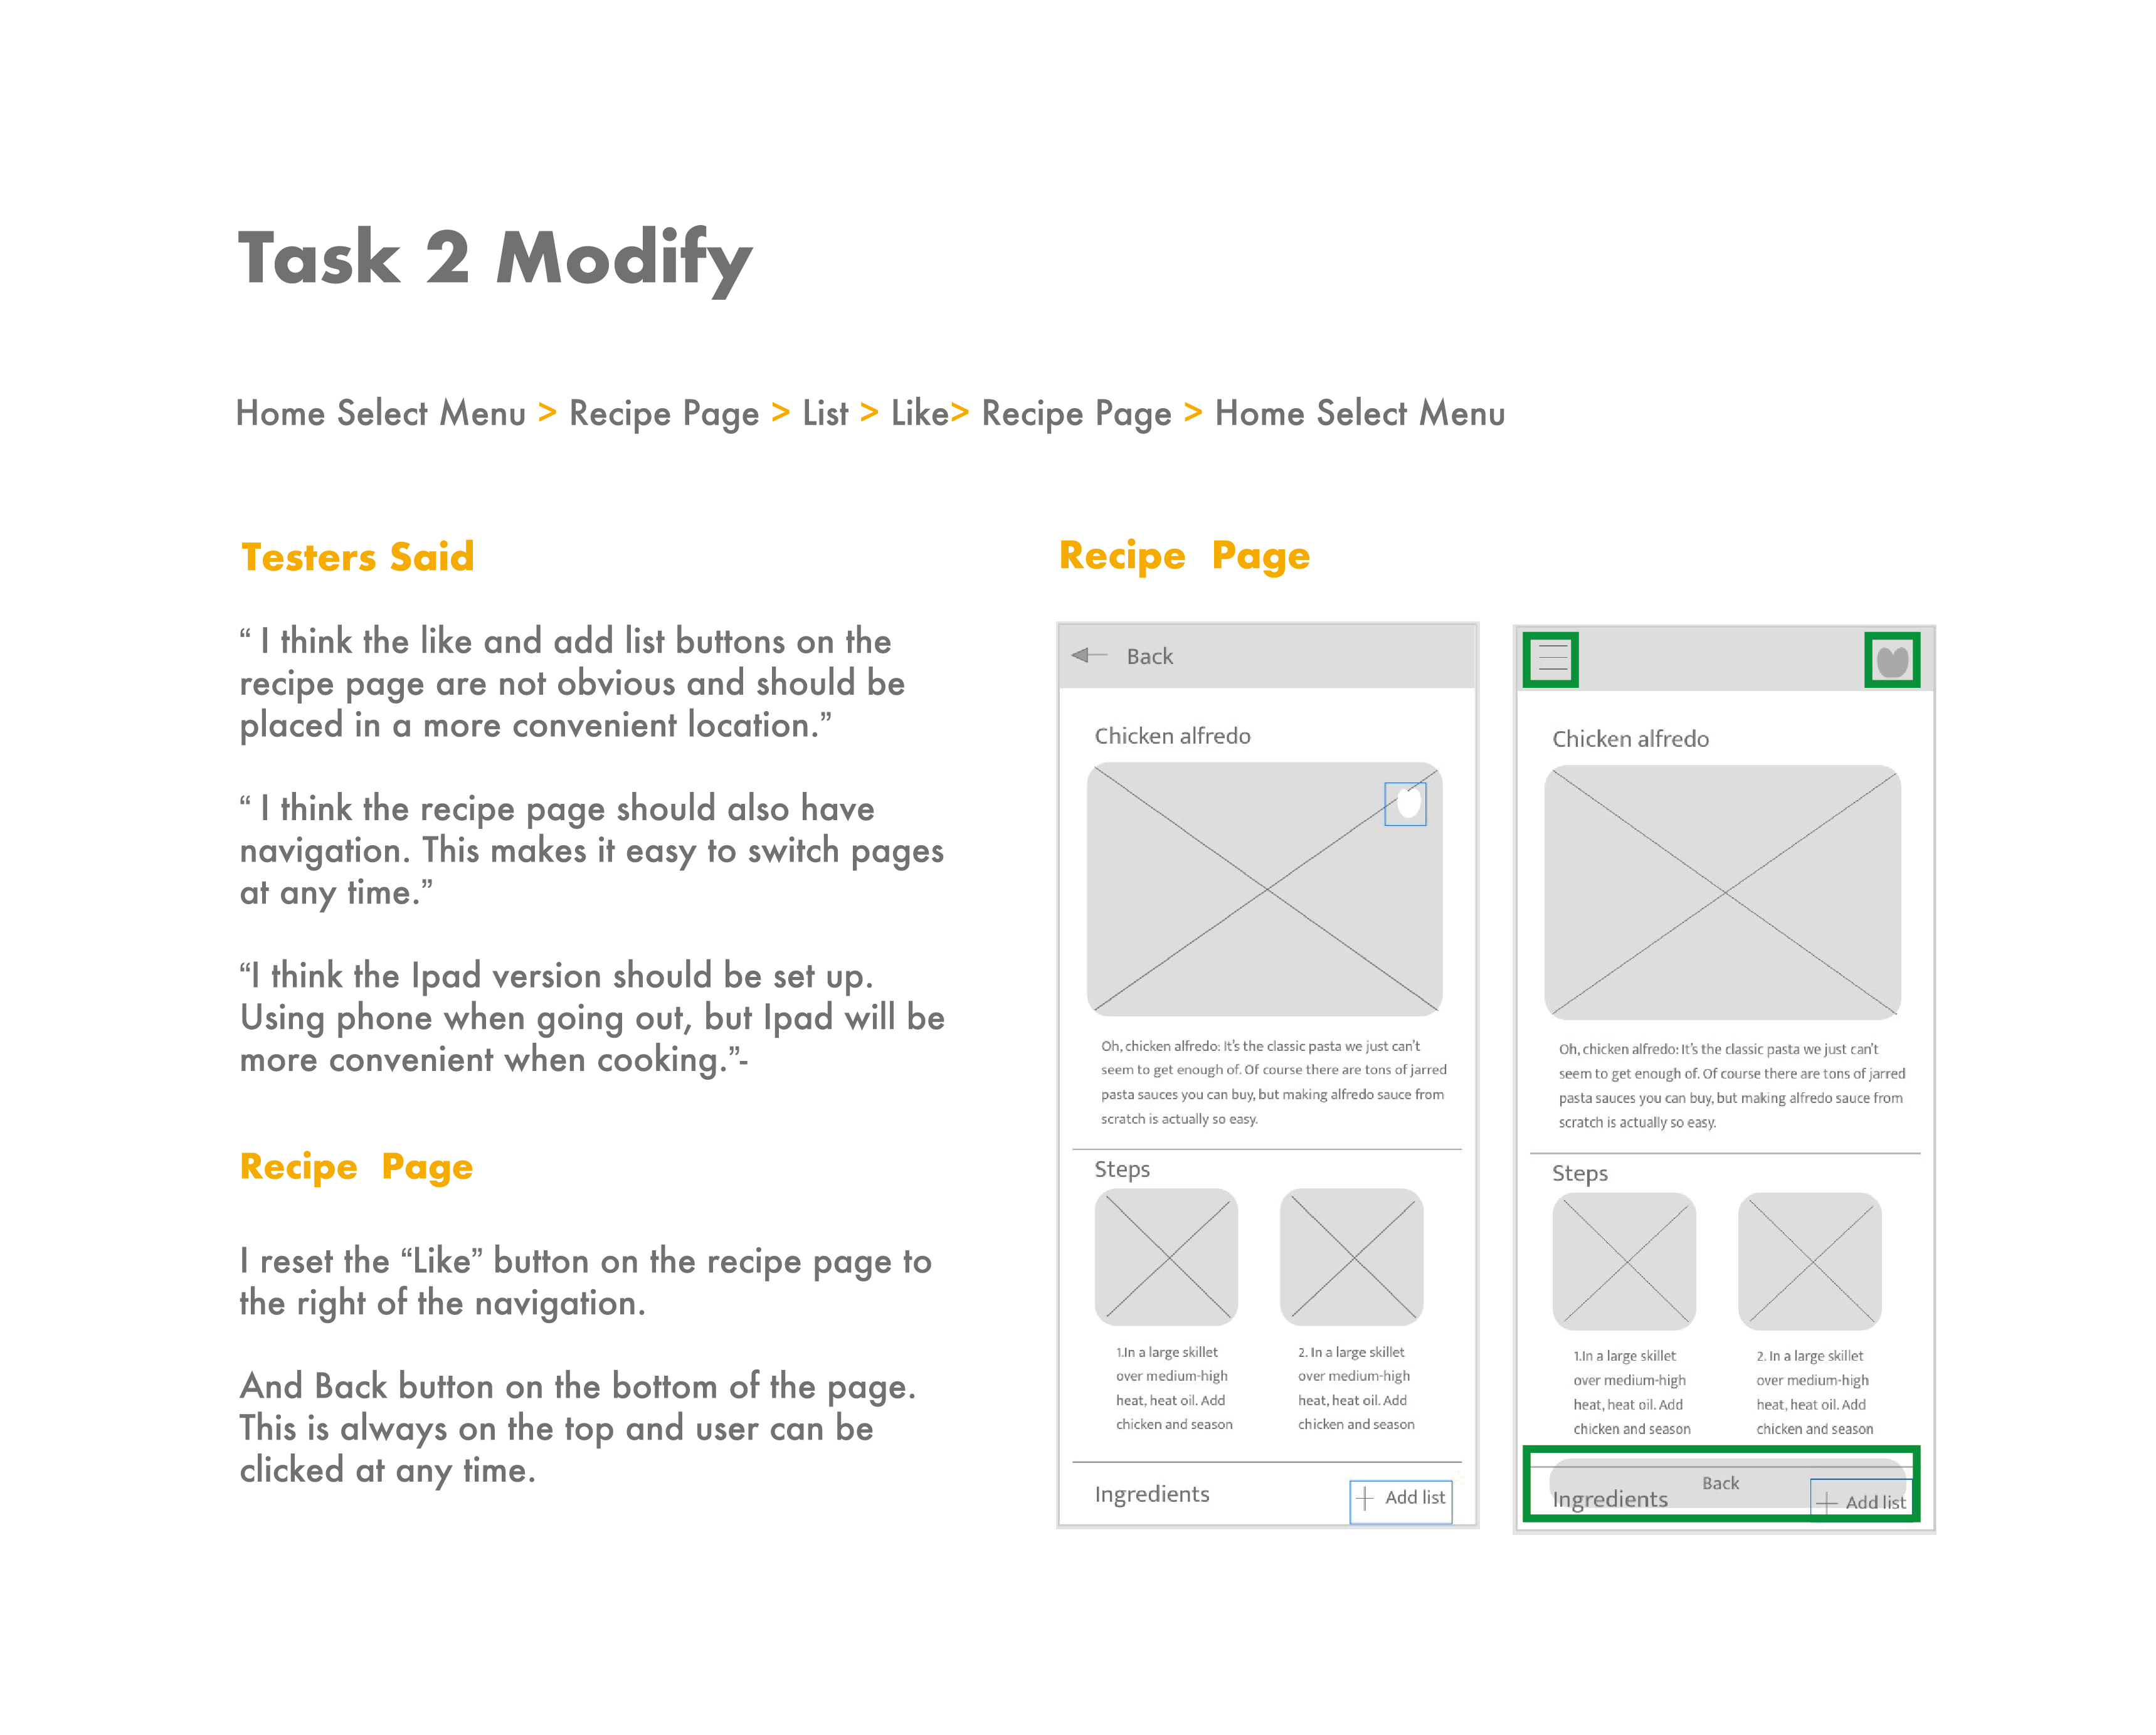 Task 2 Modify
Home Select Menu > Recipe Page > List > Like> Recipe Page > Home Select Menu
Testers Said
“ I think the like and add list buttons on the
recipe page are not obvious and should be
placed in a more convenient location.”
“ I think the recipe page should also have
navigation. This makes it easy to switch pages
at any time.”
“I think the Ipad version should be set up.
Using phone when going out, but Ipad will be
more convenient when cooking.”-
Recipe Page
I reset the “Like” button on the recipe page to
the right of the navigation.
And Back button on the bottom of the page.
This is always on the top and user can be
clicked at any time.
Recipe Page
Back
Chicken alfredo
Oh, chicken alfredo: It's the classic pasta we just can't
seem to get enough of. Of course there are tons of jarred
pasta sauces you can buy, but making alfredo sauce from
scratch is actually so easy.
Steps
1.In a large skillet
over medium-high
heat, heat oil. Add
chicken and season
2. In a large skillet
over medium-high
heat, heat oil. Add
chicken and season
Ingredients
+ Add list
Chicken alfredo
Oh, chicken alfredo: It's the classic pasta we just can't
seem to get enough of. Of course there are tons of jarred
pasta sauces you can buy, but making alfredo sauce from
scratch is actually so easy.
Steps
1.In a large skillet
over medium-high
heat, heat oil. Add
chicken and season
2. In a large skillet
over medium-high
heat, heat oil. Add
chicken and season
Back
Ingredients
+ Add list